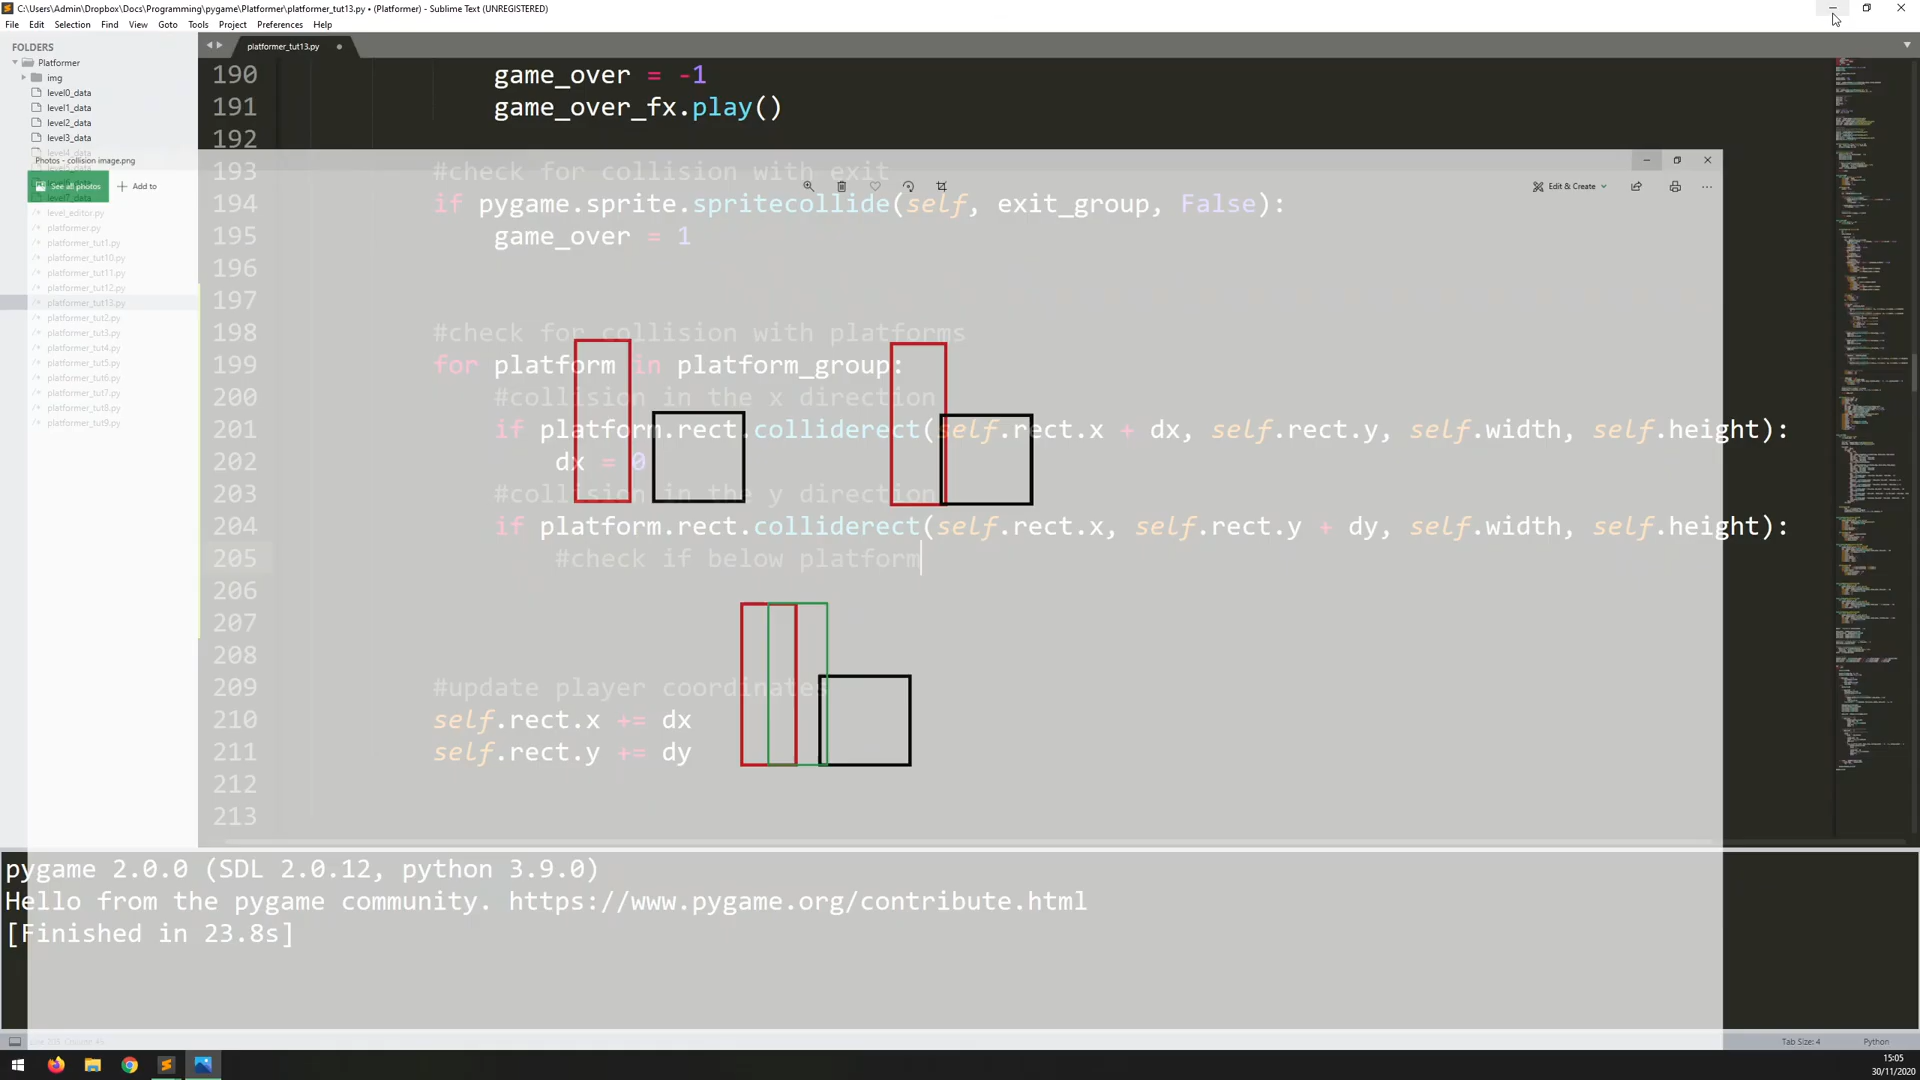 C:\Users\Admin\Dropbox\Docs\Programming\pygame\Platformer\platformer_tut13.py • (Platformer) - Sublime Text (UNREGISTERED)
File Edit Selection Find View Goto Tools Project Preferences Help
FOLDERS
Platformer
img
level0_data
level1_data
level2_data
level3_data
level4_data
level7_data
level_editor.py
platformer.py
platformer_tut1.py
platformer_tut10.py
platformer_tut11.py
platformer_tut12.py
platformer_tut13.py
platformer_tut2.py
platformer_tut3.py
platformer_tut4.py
platformer_tut5.py
platformer_tut6.py
platformer_tut7.py
platformer_tut8.py
platformer_tut9.py
Photos - collision image.png
See all photos + Add to
Edit & Create
platformer_tut13.py
190 game_over = -1
191 game_over_fx.play()
192
193 #check for collision with exit
194 if pygame.sprite.spritecollide(self, exit_group, False):
195 game_over = 1
196
197
198 #check for collision with platforms
199 for platform in platform_group:
200 #collision in the x direction
201 if platform.rect.colliderect(self.rect.x + dx, self.rect.y, self.width, self.height):
202 dx = 0
203 #collision in the y direction
204 if platform.rect.colliderect(self.rect.x, self.rect.y + dy, self.width, self.height):
205 #check if below platform
206
207
208
209 #update player coordinates
210 self.rect.x += dx
211 self.rect.y += dy
212
213
pygame 2.0.0 (SDL 2.0.12, python 3.9.0)
Hello from the pygame community. https://www.pygame.org/contribute.html
[Finished in 23.8s]
Tab Size: 4 Python
15:05
30/11/2020